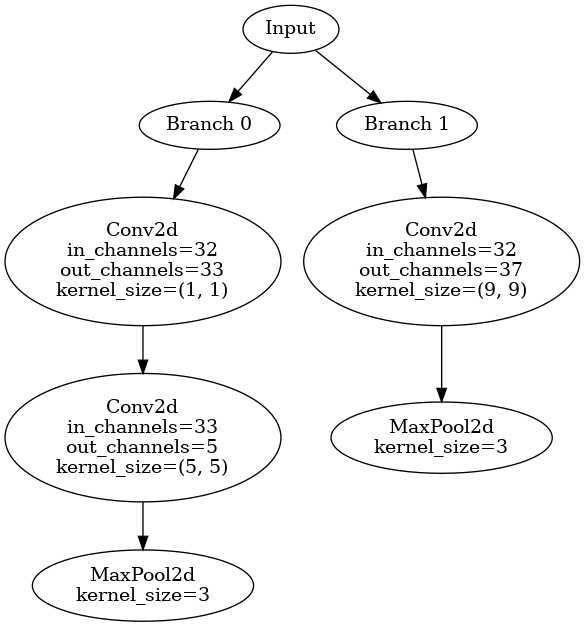 Input
Branch 0
Branch 1
Conv2d
in_channels=32
out_channels=33
kernel_size=(1, 1)
Conv2d
in_channels=32
out_channels=37
kernel_size=(9, 9)
Conv2d
in_channels=33
out_channels=5
kernel_size=(5, 5)
MaxPool2d
kernel_size=3
MaxPool2d
kernel_size=3